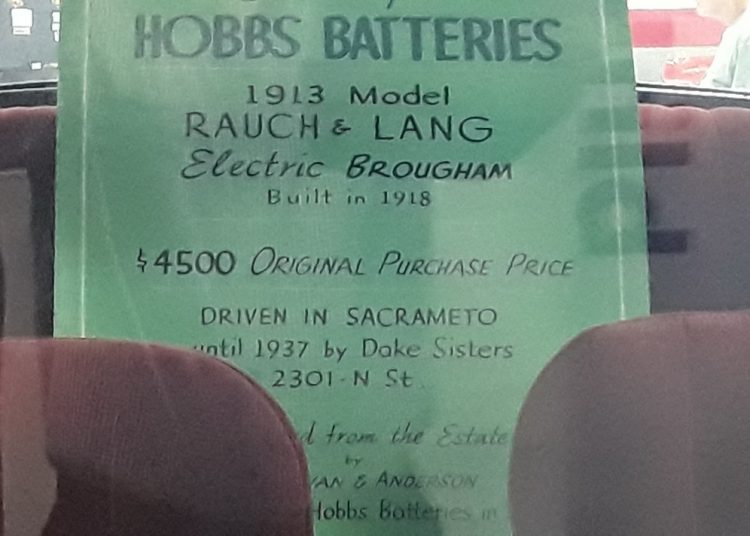 HOBBS BATTERIES
1913 Model
RAUCH & LANG
Electric BROUGHAM
Built in 1918
$4500 ORIGINAL PURCHASE PRICE
DRIVEN IN SACRAMETO
until 1937 by Dake Sisters
2301-N St.
from the Estate
by
& ANDERSON
Hobbs Batteries in